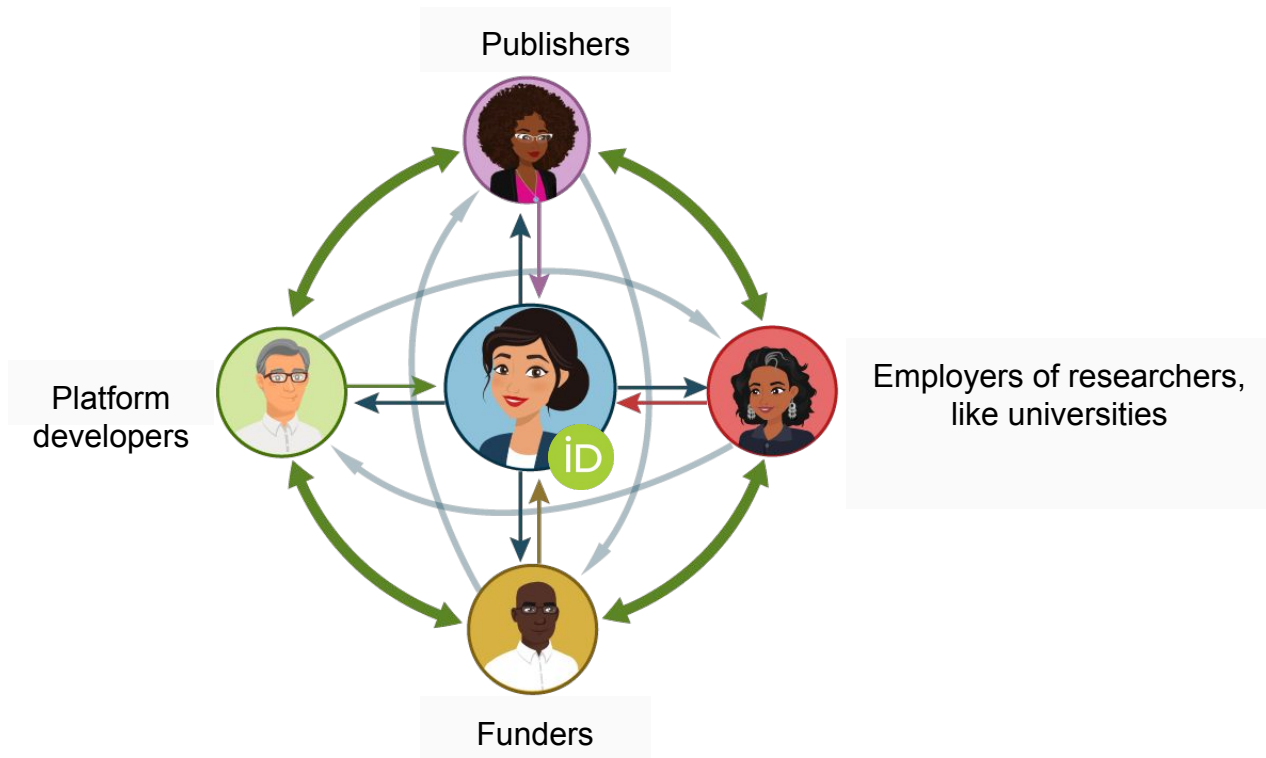 Publishers
Platform
developers
Employers of researchers,
like universities
iD
Funders